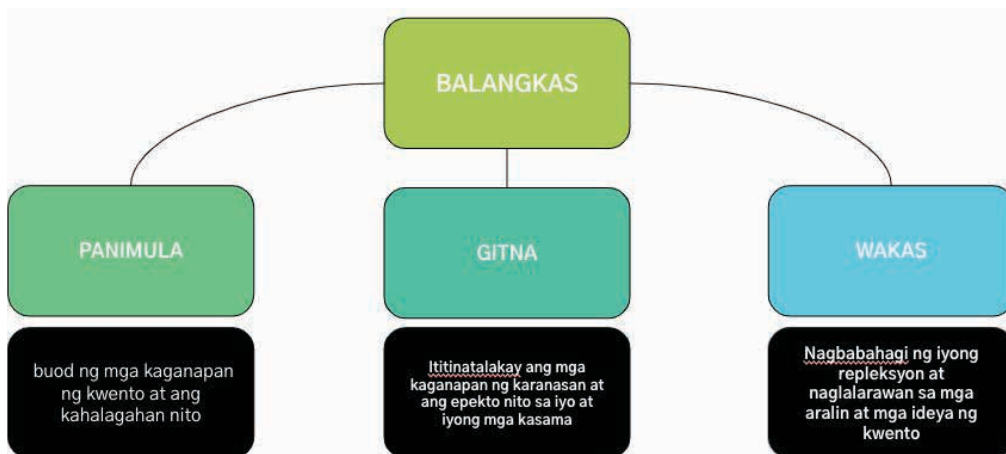 BALANGKAS
PANIMULA
GITNA
WAKAS
buod ng mga kaganapan
ng kwento at ang
kahalagahan nito
Ititinatalakay ang mga
kaganapan ng karanasan at
ang epekto nito sa iyo at
iyong mga kasama
Nagbabahagi ng iyong
repleksyon at
naglalarawan sa mga
aralin at mga ideya ng
kwento